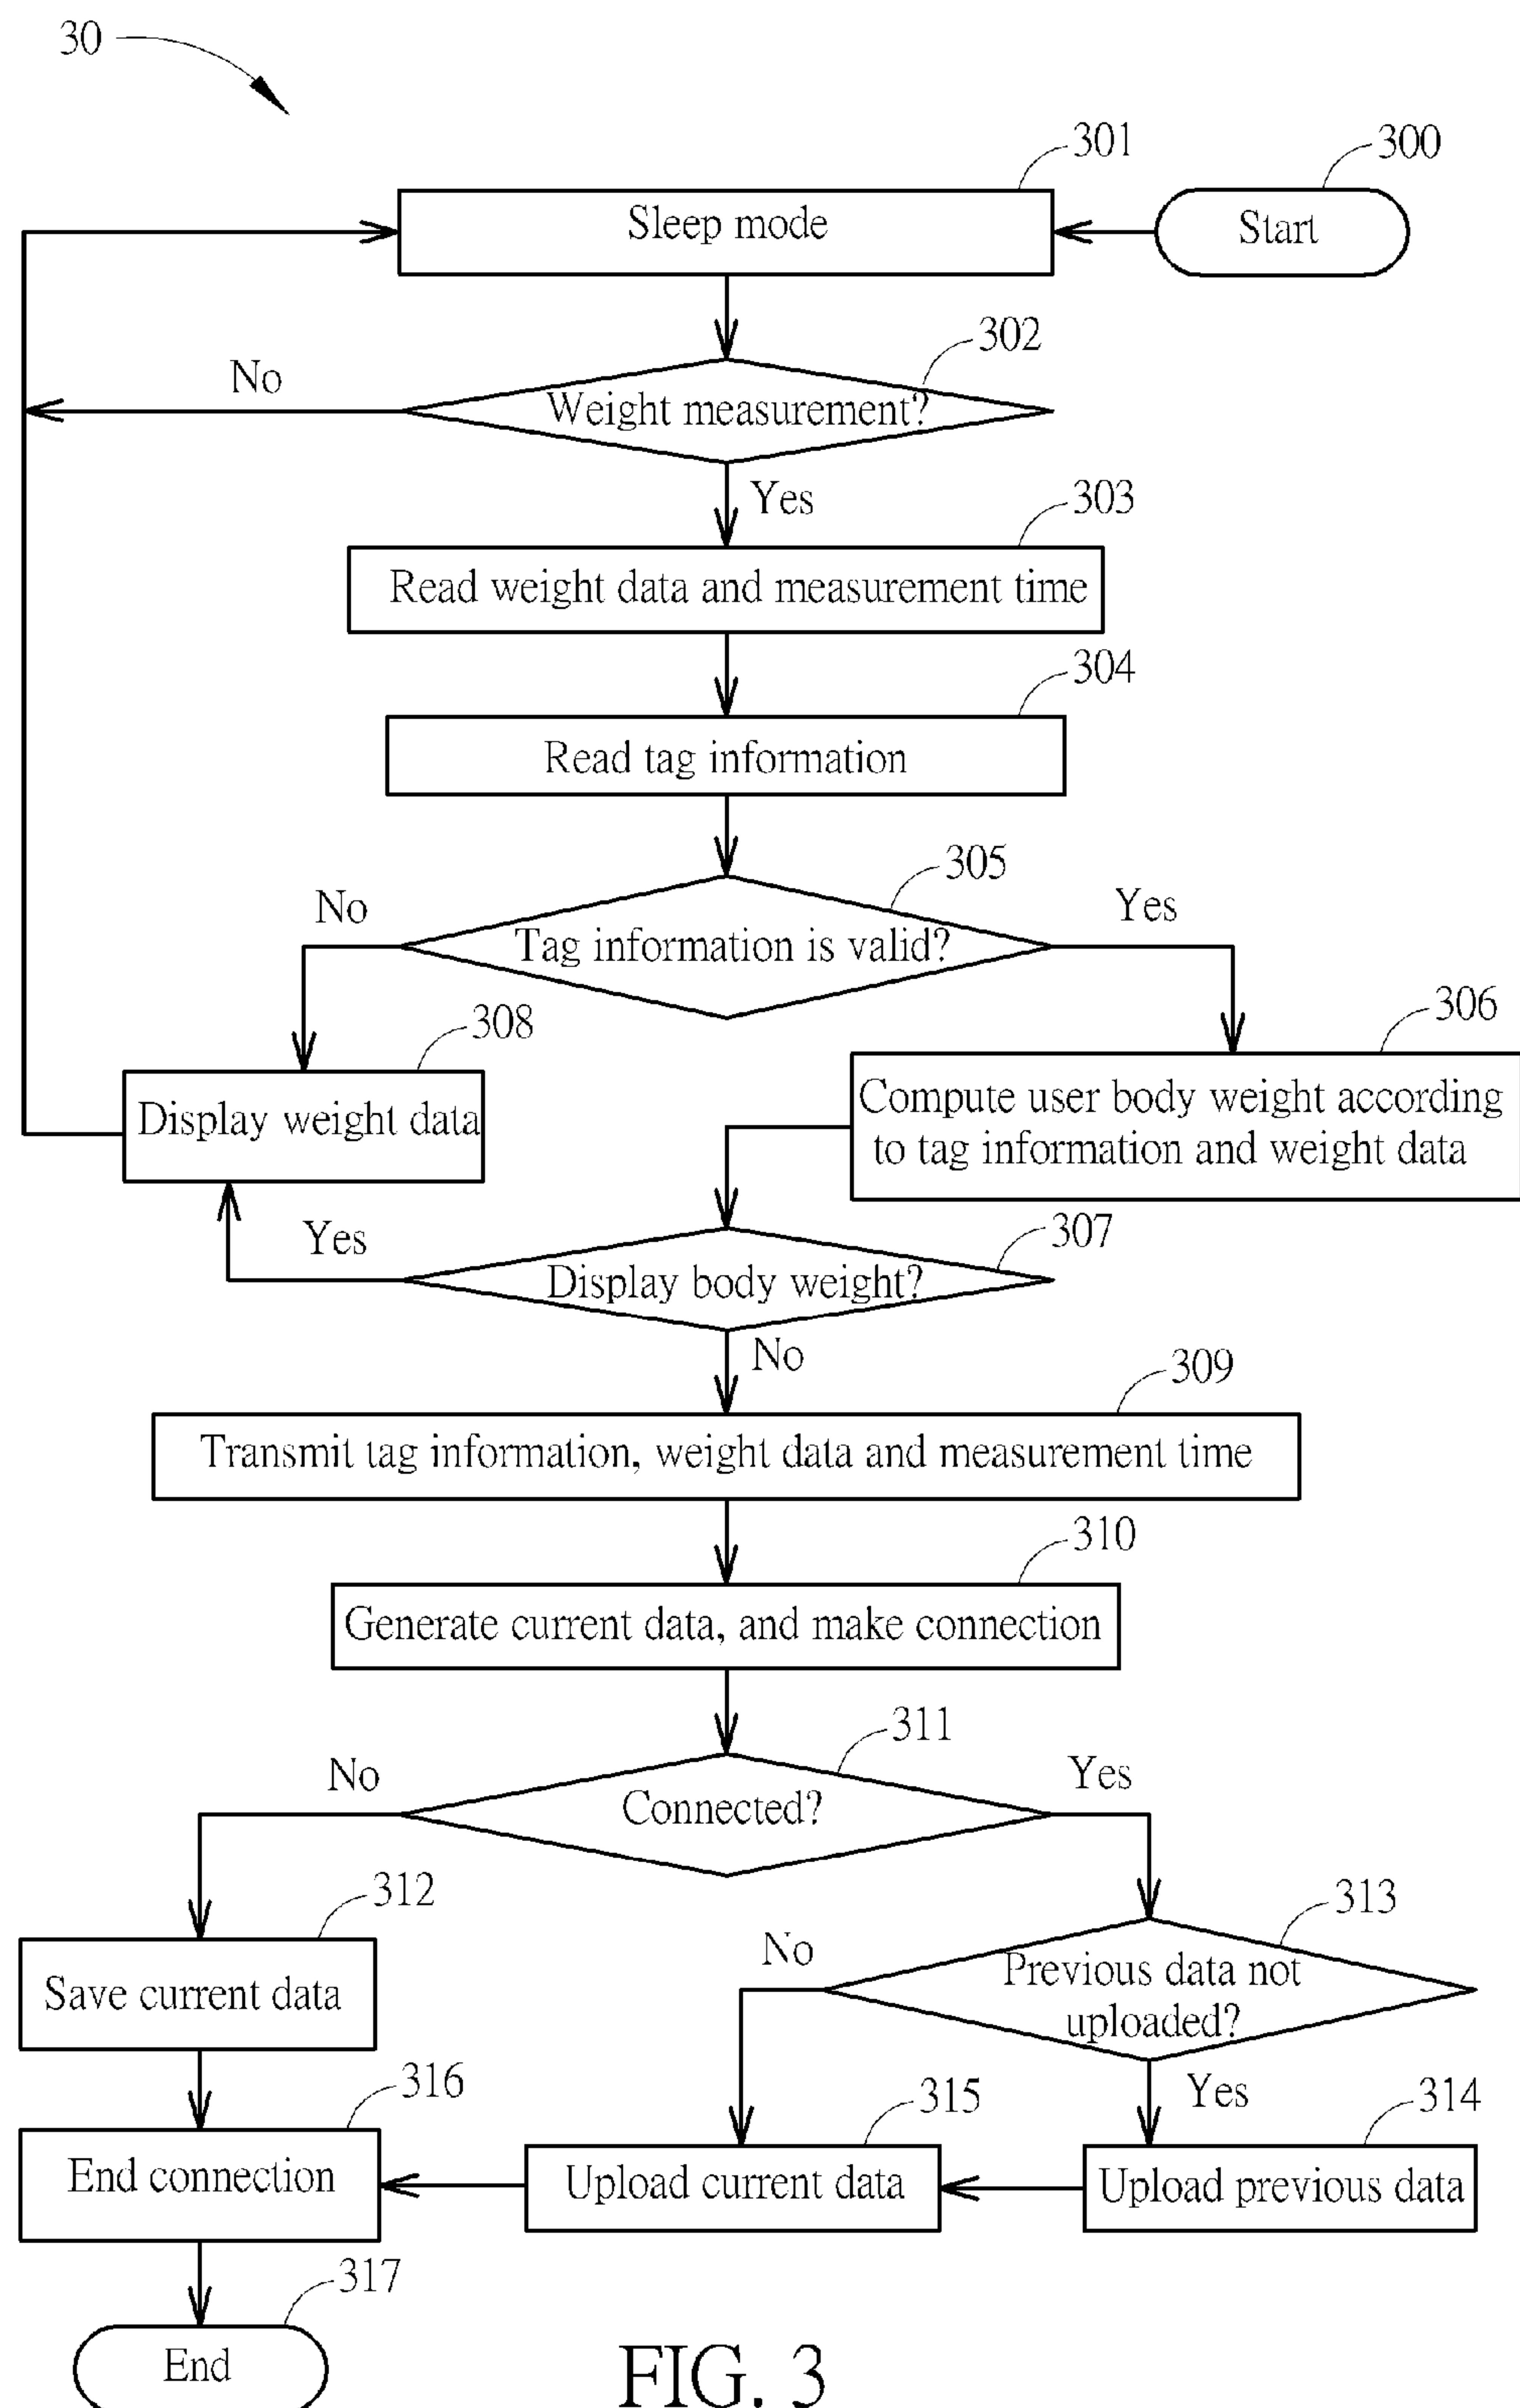 30
301
300
Sleep mode
Start
302
No
Weight measurement?
Yes
303
Read weight data and measurement time
304
Read tag information
305
No
Yes
Tag information is valid?
308
306
Display weight data
Compute user body weight according
to tag information and weight data
307
Yes
Display body weight?
No
309
Transmit tag information, weight data and measurement time
310
Generate current data, and make connection
311
No
Yes
Connected?
312
313
No
Previous data not
uploaded?
Save current data
316
315
Yes
314
End connection
Upload current data
Upload previous data
317
End
FIG. 3